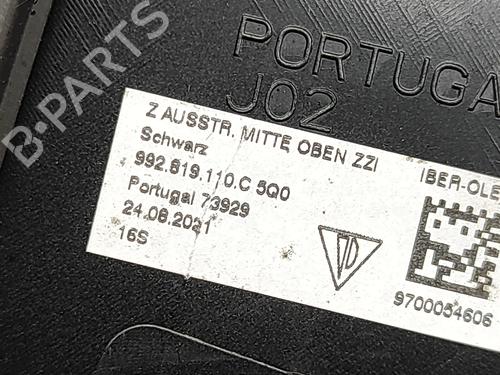 PORTUGA
J02
Z AUSSTR. MITTE OBEN ZZI
Schwarz
992.819.110.C 5Q0
Portugal 73929
24.08.2021
16S
IBER-OLE
9700054606
B-PARTS